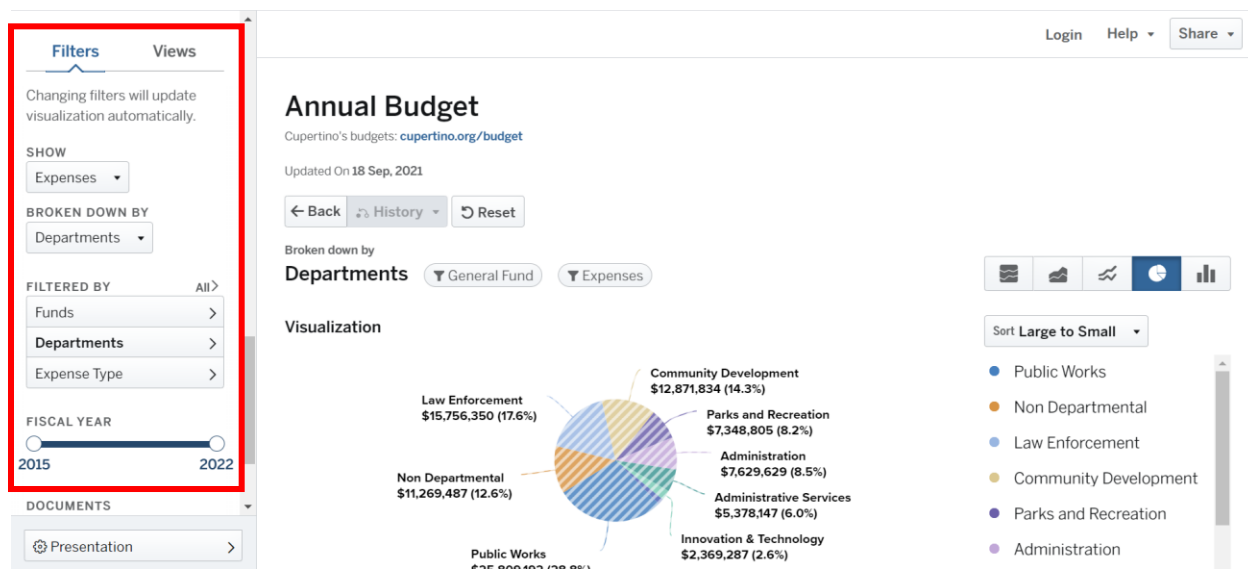 Filters Views
Changing filters will update
visualization automatically.
SHOW
Expenses
BROKEN DOWN BY
Departments
FILTERED BY All
Funds
Departments
Expense Type
FISCAL YEAR
2015 2022
DOCUMENTS
Presentation
Login Help Share
Annual Budget
Cupertino's budgets: cupertino.org/budget
Updated On 18 Sep, 2021
Back History Reset
Broken down by
Departments General Fund Expenses
Visualization
Community Development
$12,871,834 (14.3%)
Law Enforcement
$15,756,350 (17.6%)
Parks and Recreation
$7,348,805 (8.2%)
Administration
$7,629,629 (8.5%)
Non Departmental
$11,269,487 (12.6%)
Administrative Services
$5,378,147 (6.0%)
Innovation & Technology
$2,369,287 (2.6%)
Public Works
$25,809,192 (28.8%)
Sort Large to Small
Public Works
Non Departmental
Law Enforcement
Community Development
Parks and Recreation
Administration